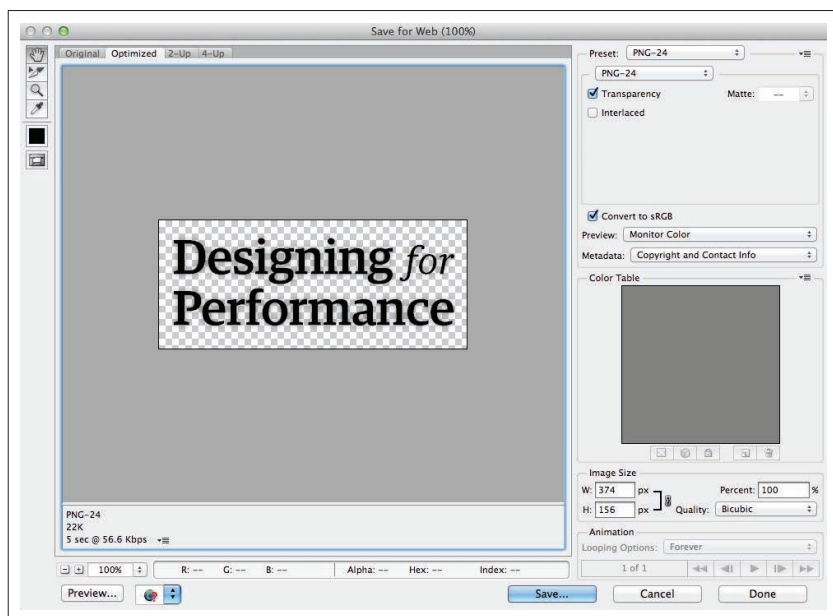 Save for Web (100%)
Original Optimized 2-Up 4-Up
Preset: PNG-24
PNG-24
Transparency Matte: --
Interlaced
Convert to sRGB
Preview: Monitor Color
Metadata: Copyright and Contact Info
Color Table
Designing for
Performance
Image Size
W: 374 px Percent: 100 %
H: 156 px Quality: Bicubic
PNG-24
22K
5 sec @ 56.6 Kbps
Animation
Looping Options: Forever
1 of 1
100% R: -- G: -- B: -- Alpha: -- Hex: -- Index: --
Preview... Save... Cancel Done